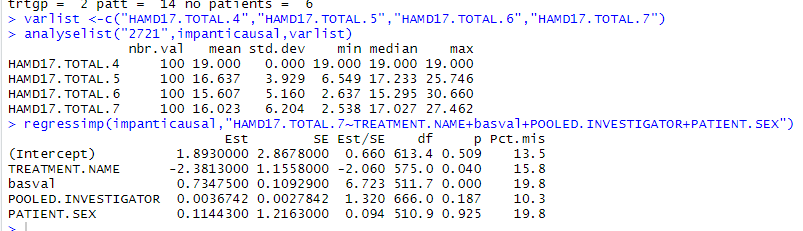 trtgp =  2 patt =  14 no patients =  6
> varlist <-c("HAMD17.TOTAL.4","HAMD17.TOTAL.5","HAMD17.TOTAL.6","HAMD17.TOTAL.7")
> analyselist("2721",impanticausal,varlist)
               nbr.val   mean std.dev    min median    max
HAMD17.TOTAL.4     100 19.000   0.000 19.000 19.000 19.000
HAMD17.TOTAL.5     100 16.637   3.929  6.549 17.233 25.746
HAMD17.TOTAL.6     100 15.607   5.160  2.637 15.295 30.660
HAMD17.TOTAL.7     100 16.023   6.204  2.538 17.027 27.462
> regressimp(impanticausal,"HAMD17.TOTAL.7~TREATMENT.NAME+basval+POOLED.INVESTIGATOR+PATIENT.SEX")
                           Est        SE Est/SE    df     p Pct.mis
(Intercept)          1.8930000 2.8678000  0.660 613.4 0.509    13.5
TREATMENT.NAME      -2.3813000 1.1558000 -2.060 575.0 0.040    15.8
basval               0.7347500 0.1092900  6.723 511.7 0.000    19.8
POOLED.INVESTIGATOR  0.0036742 0.0027842  1.320 666.0 0.187    10.3
PATIENT.SEX          0.1144300 1.2163000  0.094 510.9 0.925    19.8
>